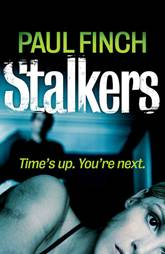 PAUL FINCH
Stalkers
Time's up. You're next.